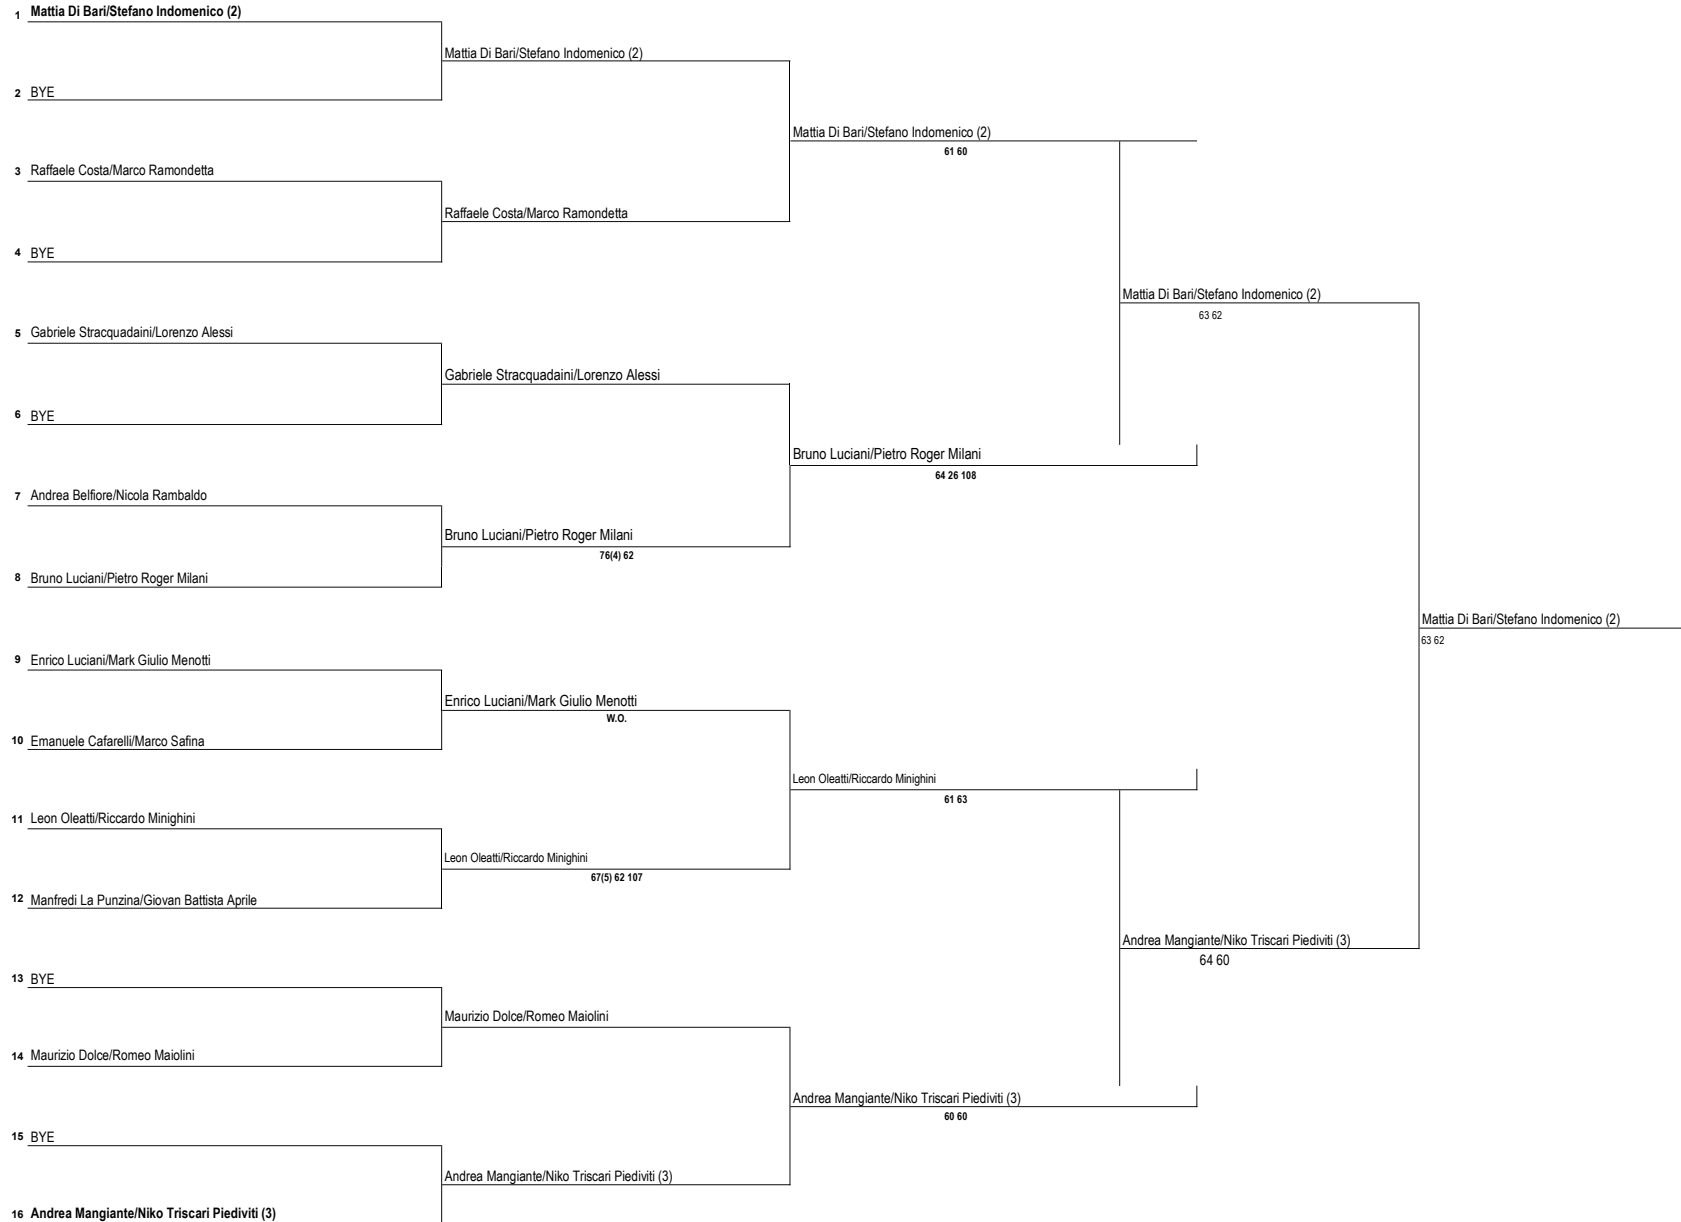 1 Mattia Di Bari/Stefano Indomenico (2)
Mattia Di Bari/Stefano Indomenico (2)
2 BYE
Mattia Di Bari/Stefano Indomenico (2)
61 60
3 Raffaele Costa/Marco Ramondetta
Raffaele Costa/Marco Ramondetta
4 BYE
Mattia Di Bari/Stefano Indomenico (2)
63 62
5 Gabriele Stracquadaini/Lorenzo Alessi
Gabriele Stracquadaini/Lorenzo Alessi
6 BYE
Bruno Luciani/Pietro Roger Milani
64 26 108
7 Andrea Belfiore/Nicola Rambaldo
Bruno Luciani/Pietro Roger Milani
76(4) 62
8 Bruno Luciani/Pietro Roger Milani
Mattia Di Bari/Stefano Indomenico (2)
63 62
9 Enrico Luciani/Mark Giulio Menotti
Enrico Luciani/Mark Giulio Menotti
W.O.
10 Emanuele Cafarelli/Marco Safina
Leon Oleatti/Riccardo Minighini
61 63
11 Leon Oleatti/Riccardo Minighini
Leon Oleatti/Riccardo Minighini
67(5) 62 107
12 Manfredi La Punzina/Giovan Battista Aprile
Andrea Mangiante/Niko Triscari Piediviti (3)
64 60
13 BYE
Maurizio Dolce/Romeo Maiolini
14 Maurizio Dolce/Romeo Maiolini
Andrea Mangiante/Niko Triscari Piediviti (3)
60 60
15 BYE
Andrea Mangiante/Niko Triscari Piediviti (3)
16 Andrea Mangiante/Niko Triscari Piediviti (3)